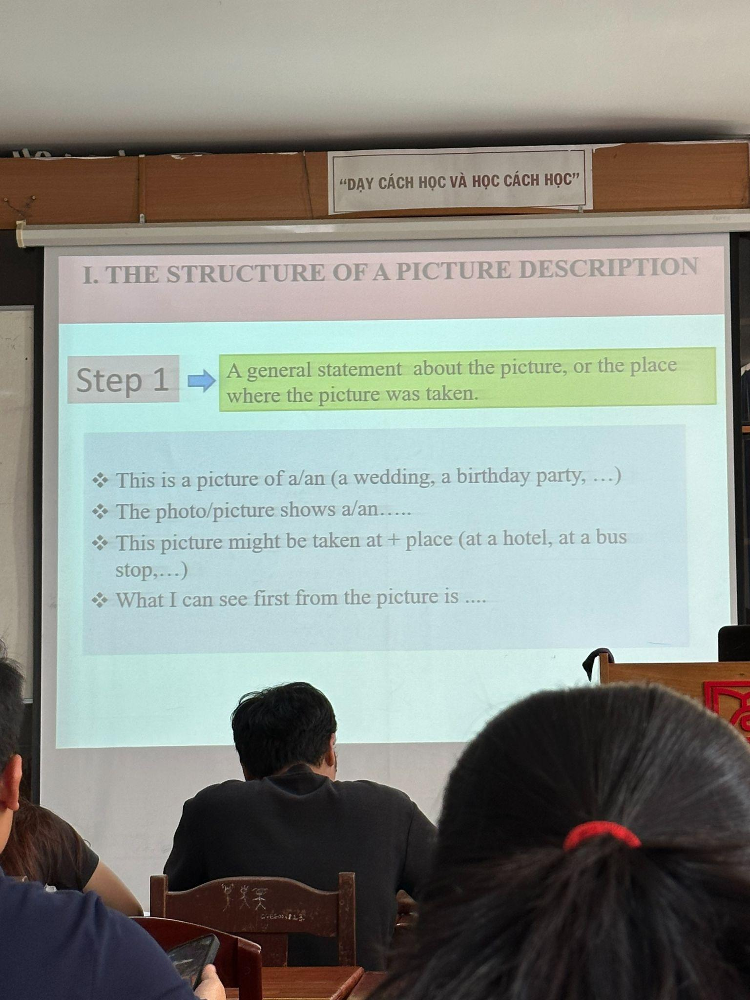 “DẠY CÁCH HỌC VÀ HỌC CÁCH HỌC”
I. THE STRUCTURE OF A PICTURE DESCRIPTION
Step 1
A general statement about the picture, or the place
where the picture was taken.
This is a picture of a/an (a wedding, a birthday party, …)
The photo/picture shows a/an…..
This picture might be taken at + place (at a hotel, at a bus
stop,…)
What I can see first from the picture is ....